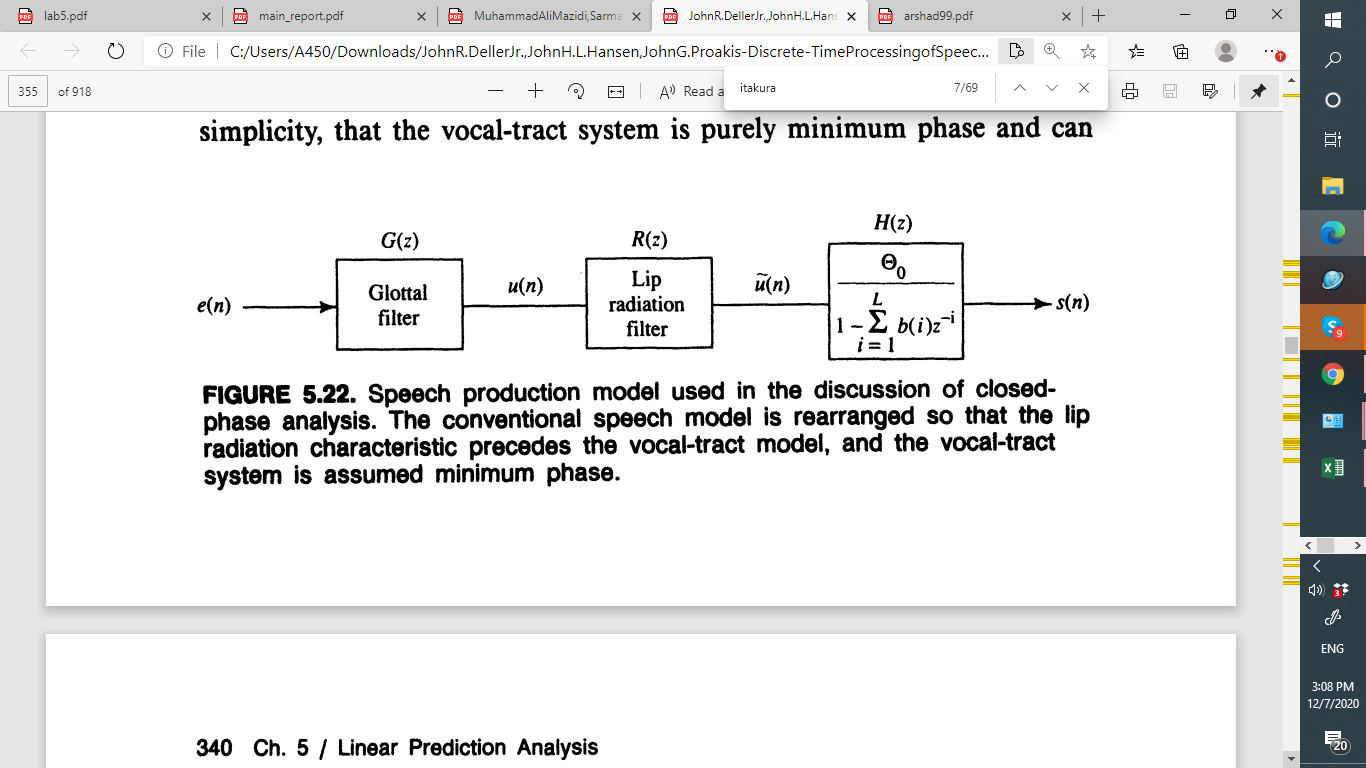 lab5.pdf
main_report.pdf
MuhammadAliMazidi,Sarma
JohnR.DellerJr.,JohnH.L.Hans
arshad99.pdf
File
C:/Users/A450/Downloads/JohnR.DellerJr.,JohnH.L.Hansen,JohnG.Proakis-Discrete-TimeProcessingofSpeec...
355 of 918
Read a
itakura 7/69
simplicity, that the vocal-tract system is purely minimum phase and can
G(z) R(z) H(z)
e(n) Glottal filter u(n) Lip radiation filter ũ(n) Θ0 / 1 – Σ b(i)z–i L i = 1 s(n)
FIGURE 5.22. Speech production model used in the discussion of closed-
phase analysis. The conventional speech model is rearranged so that the lip
radiation characteristic precedes the vocal-tract model, and the vocal-tract
system is assumed minimum phase.
340 Ch. 5 / Linear Prediction Analysis
9
3
ENG
3:08 PM
12/7/2020
20